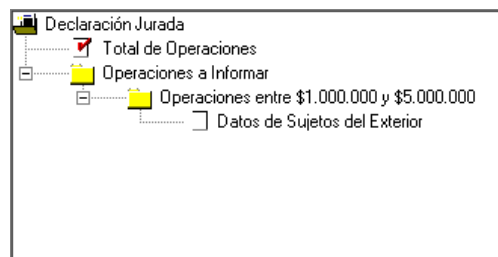 Declaración Jurada
Total de Operaciones
Operaciones a Informar
Operaciones entre $1.000.000 y $5.000.000
Datos de Sujetos del Exterior